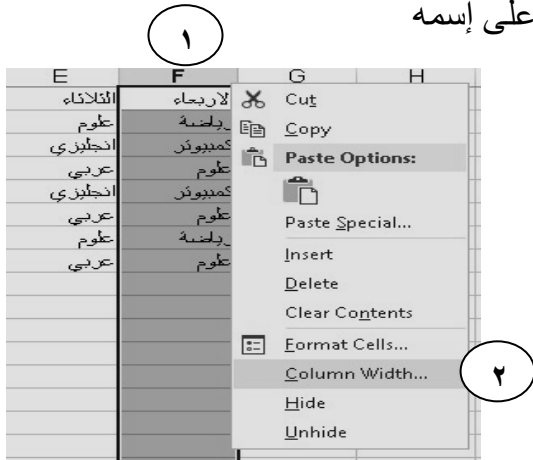 على إسمه
١
E F G H
الثلاثاء الاربعاء
علوم رياضة
انجليزي كمبيوتر
عربي علوم
انجليزي كمبيوتر
عربي علوم
علوم رياضة
عربي علوم
Cut
Copy
Paste Options:
Paste Special...
Insert
Delete
Clear Contents
Format Cells...
Column Width...
٢
Hide
Unhide